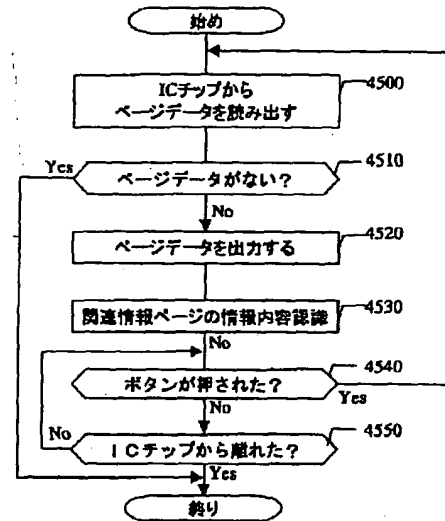 始め
ICチップから
ページデータを読み出す
4500
Yes
ページデータがない？
4510
No
ページデータを出力する
4520
関連情報ページの情報内容認識
4530
No
ボタンが押された？
4540
Yes
No
No
ＩＣチップから離れた？
4550
Yes
終り